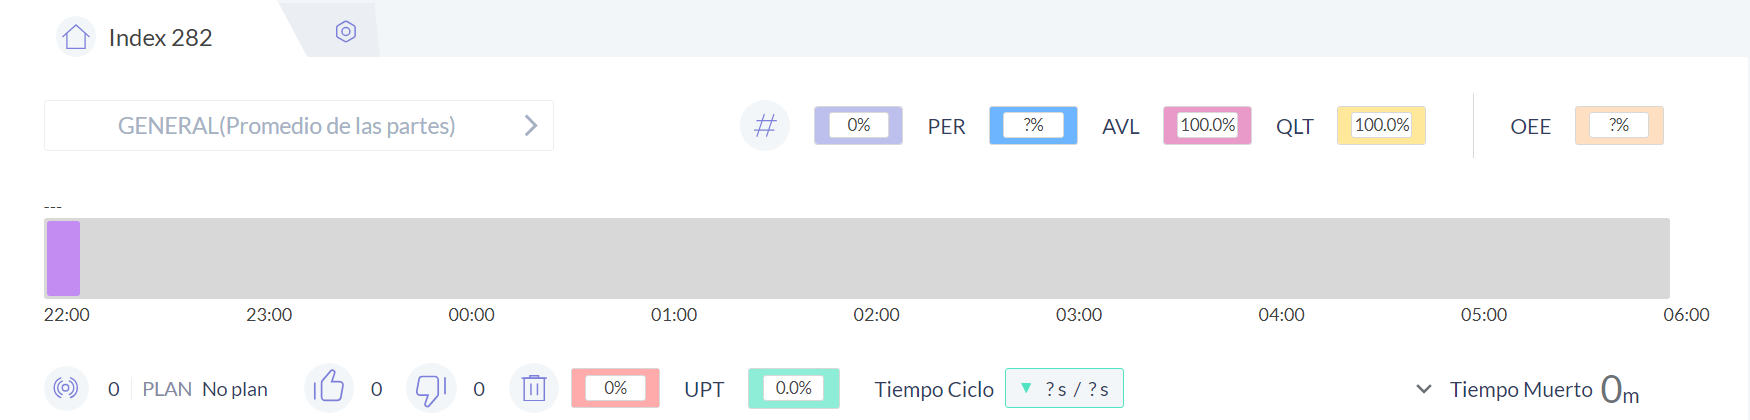 Index 282
GENERAL(Promedio de las partes)
# 0% PER ?% AVL 100.0% QLT 100.0% OEE ?%
---
22:00 23:00 00:00 01:00 02:00 03:00 04:00 05:00 06:00
0 PLAN No plan 0 0 0% UPT 0.0% Tiempo Ciclo ▼ ?s / ?s Tiempo Muerto 0m